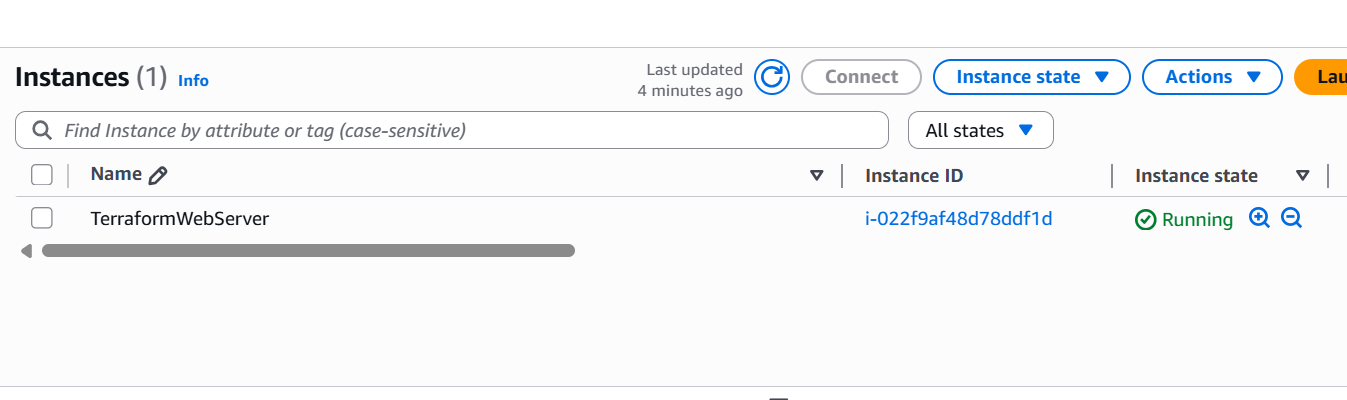 Instances (1) Info
Last updated
4 minutes ago
Connect
Instance state
Actions
Lau
Find Instance by attribute or tag (case-sensitive)
All states
Name
Instance ID
Instance state
TerraformWebServer
i-022f9af48d78ddf1d
Running